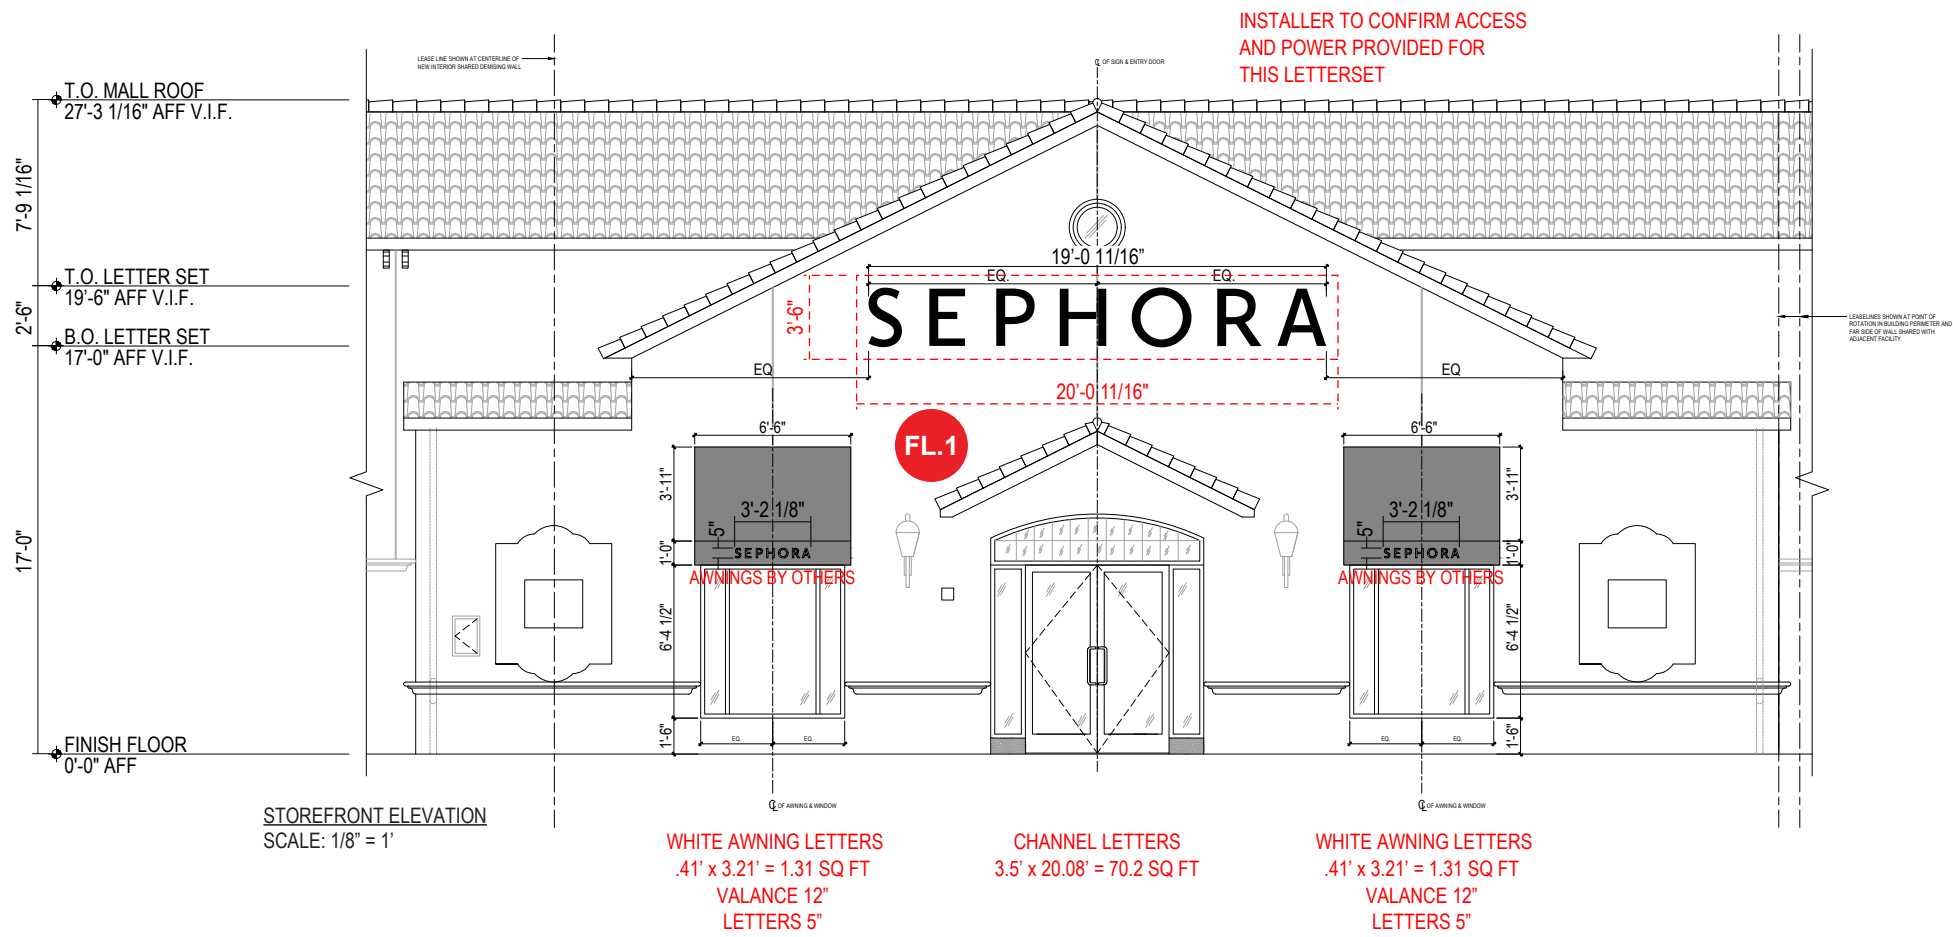 INSTALLER TO CONFIRM ACCESS
AND POWER PROVIDED FOR
THIS LETTERSET
LEASE LINE SHOWN AT CENTERLINE OF
NEW INTERIOR SHARED DEMISING WALL
℄ OF SIGN & ENTRY DOOR
T.O. MALL ROOF
27'-3 1/16" AFF V.I.F.
7'-9 1/16"
T.O. LETTER SET
19'-6" AFF V.I.F.
2'-6"
B.O. LETTER SET
17'-0" AFF V.I.F.
17'-0"
FINISH FLOOR
0'-0" AFF
19'-0 11/16"
EQ.
EQ.
3'-6"
SEPHORA
EQ
EQ
20'-0 11/16"
LEASELINES SHOWN AT POINT OF
ROTATION IN BUILDING PERIMETER AND
FAR SIDE OF WALL SHARED WITH
ADJACENT FACILITY
FL.1
6'-6"
3'-11"
3'-2 1/8"
5"
1'-0"
SEPHORA
AWNINGS BY OTHERS
6'-4 1/2"
1'-6"
EQ.
EQ.
6'-6"
3'-11"
3'-2 1/8"
5"
1'-0"
SEPHORA
AWNINGS BY OTHERS
6'-4 1/2"
1'-6"
EQ.
EQ.
℄ OF AWNING & WINDOW
℄ OF AWNING & WINDOW
STOREFRONT ELEVATION
SCALE: 1/8” = 1’
WHITE AWNING LETTERS
.41’ x 3.21’ = 1.31 SQ FT
VALANCE 12”
LETTERS 5”
CHANNEL LETTERS
3.5’ x 20.08’ = 70.2 SQ FT
WHITE AWNING LETTERS
.41’ x 3.21’ = 1.31 SQ FT
VALANCE 12”
LETTERS 5”